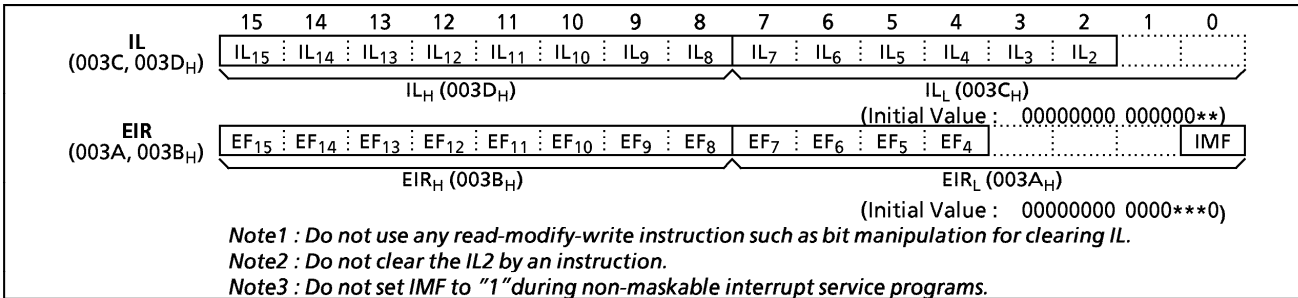 15 14 13 12 11 10 9 8 7 6 5 4 3 2 1 0
IL
(003C, 003DH)
IL15 IL14 IL13 IL12 IL11 IL10 IL9 IL8 IL7 IL6 IL5 IL4 IL3 IL2
ILH (003DH) ILL (003CH)
(Initial Value : 00000000 000000**)
EIR
(003A, 003BH)
EF15 EF14 EF13 EF12 EF11 EF10 EF9 EF8 EF7 EF6 EF5 EF4 IMF
EIRH (003BH) EIRL (003AH)
(Initial Value : 00000000 0000***0)
Note1 : Do not use any read-modify-write instruction such as bit manipulation for clearing IL.
Note2 : Do not clear the IL2 by an instruction.
Note3 : Do not set IMF to "1"during non-maskable interrupt service programs.